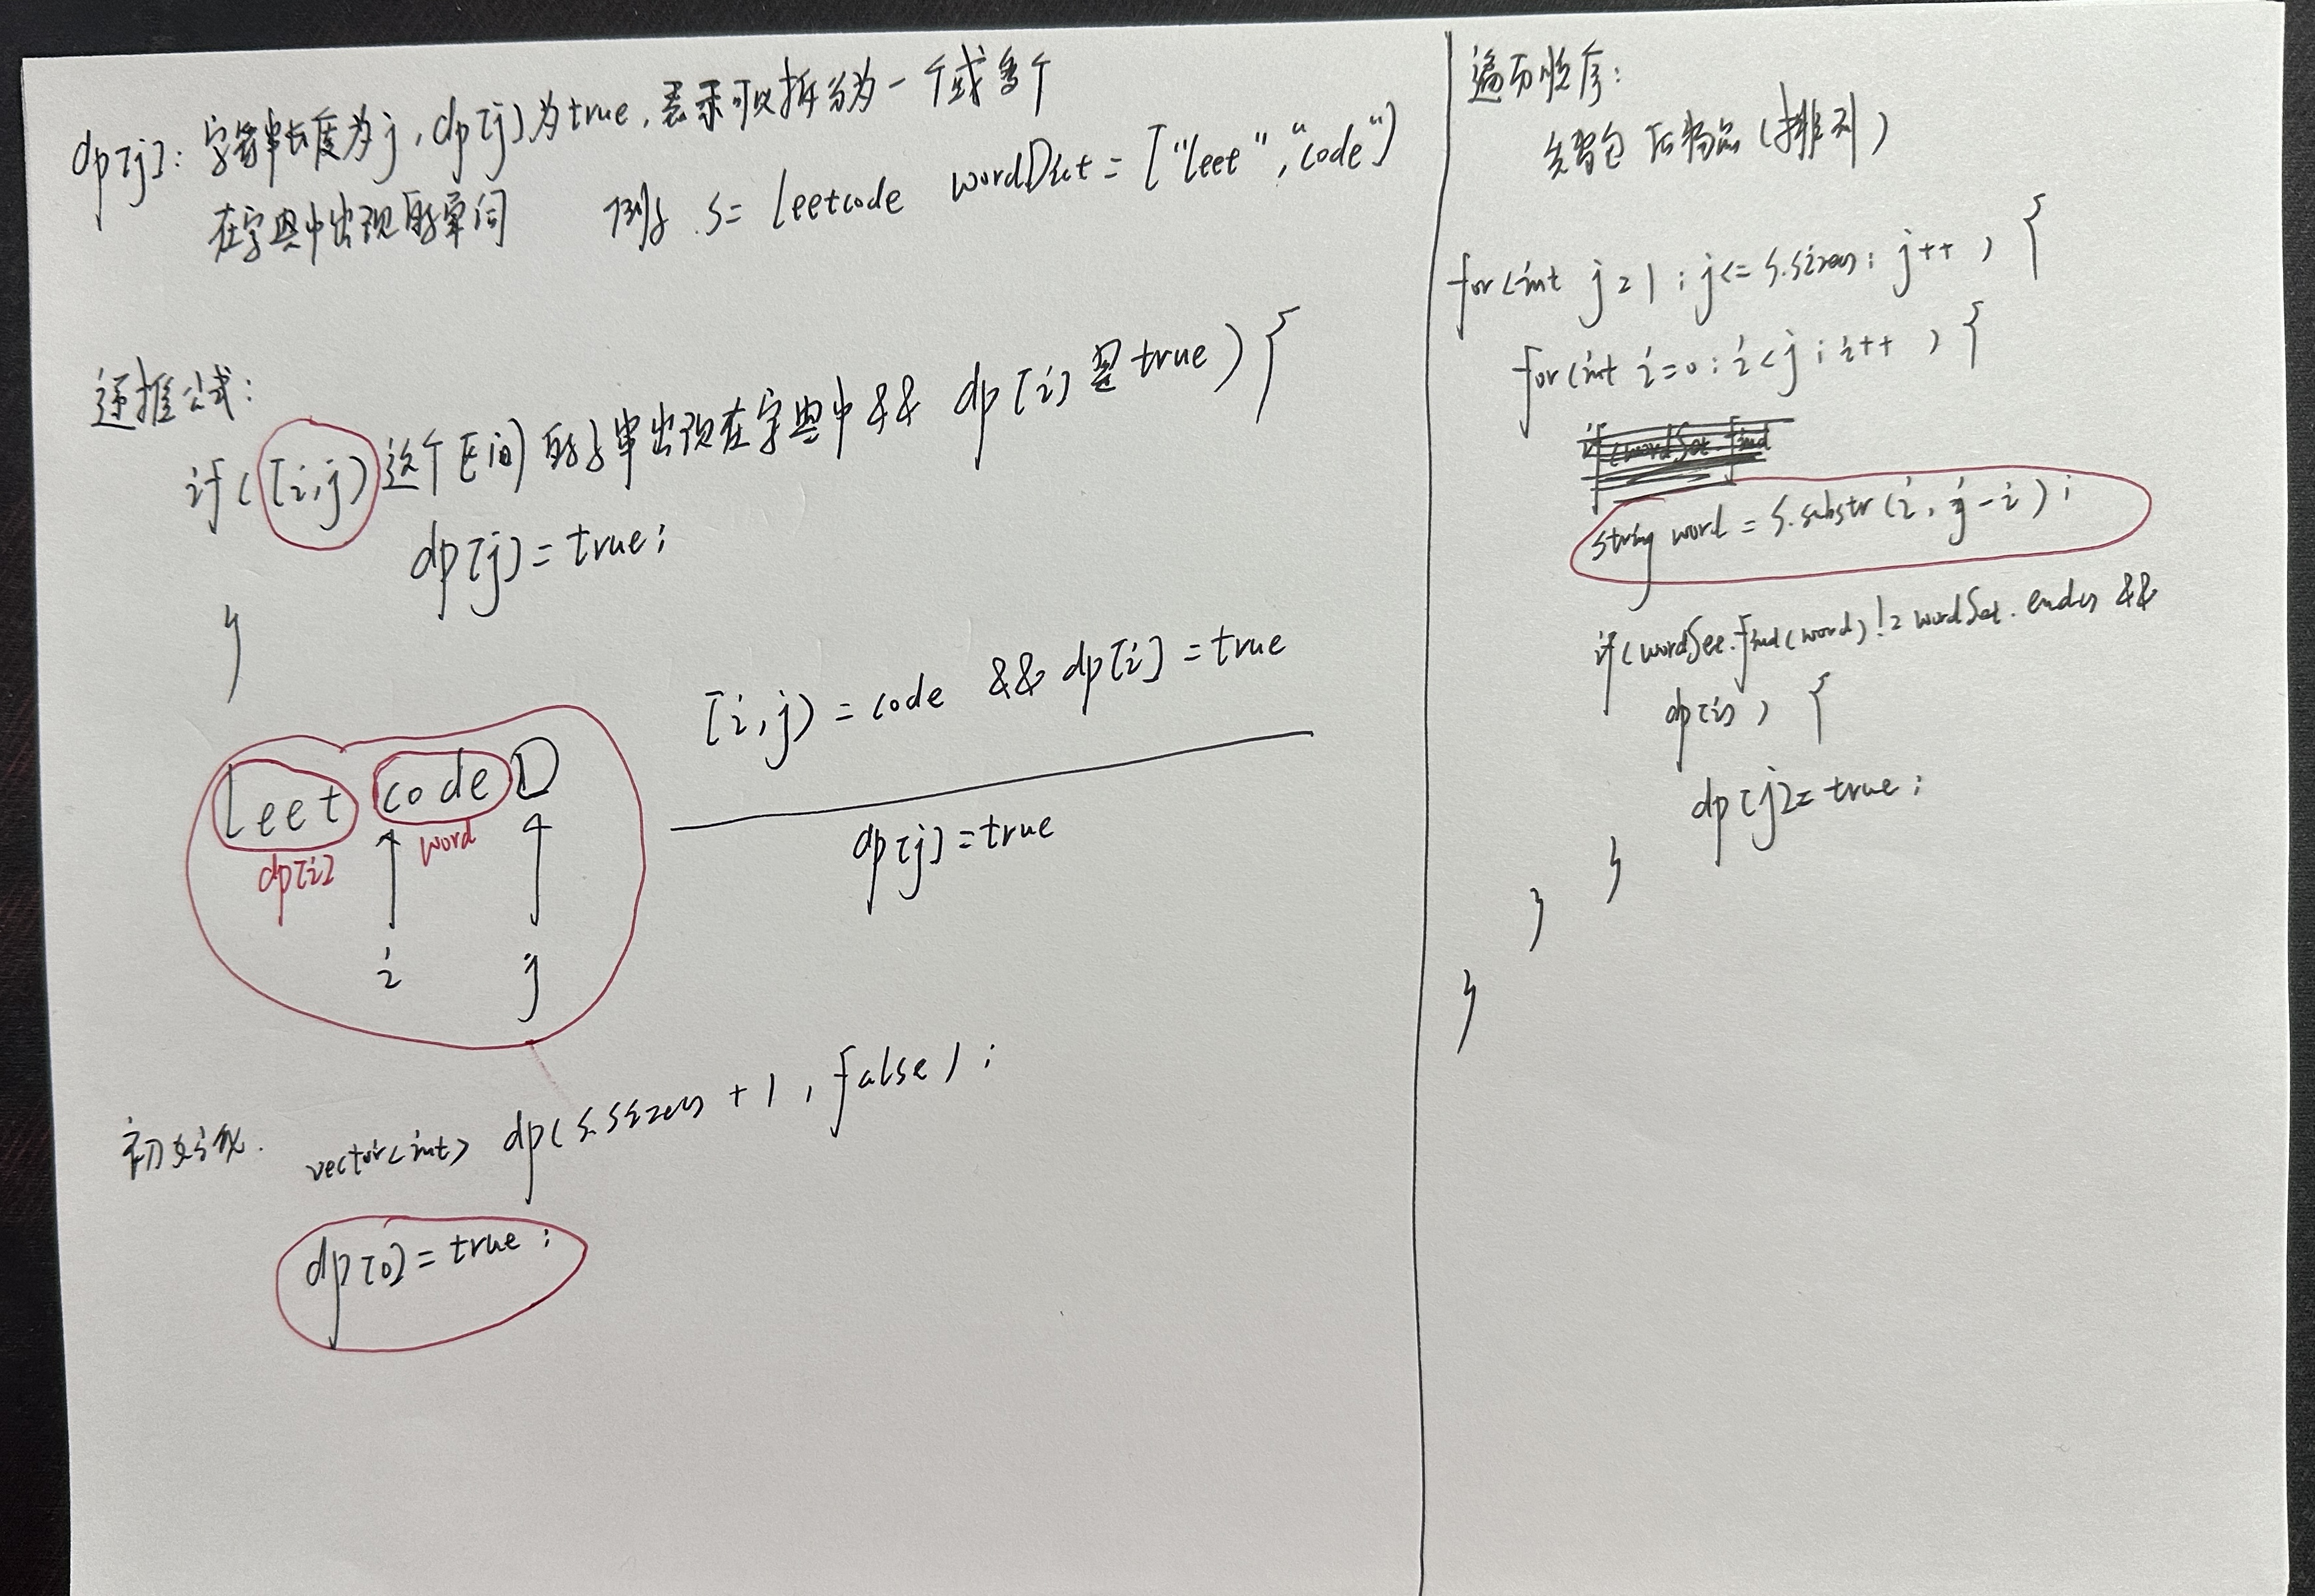 dp[j]: 字符串长度为j, dp[j]为true, 表示可以拆分为一个或多个
在字典中出现的单词 例子 s= leetcode wordDict = ["leet","code"]
递推公式:
if([i,j)这个区间的子串出现在字典中 && dp[i]是true){
dp[j]=true;
}
[i,j)=code && dp[i]=true
dp[j]=true
leet code
dp[i] word
i j
初始化. vector<int> dp(s.size()+1, false);
dp[0]=true;
遍历顺序:
先背包 后物品(排列)
for(int j=1; j<=s.size(); j++){
for(int i=0; i<j; i++){
if(wordSet.find
string word = s.substr(i, j-i);
if(wordSet.find(word)!=wordSet.end() &&
dp[i]){
dp[j]=true;
}
}
}